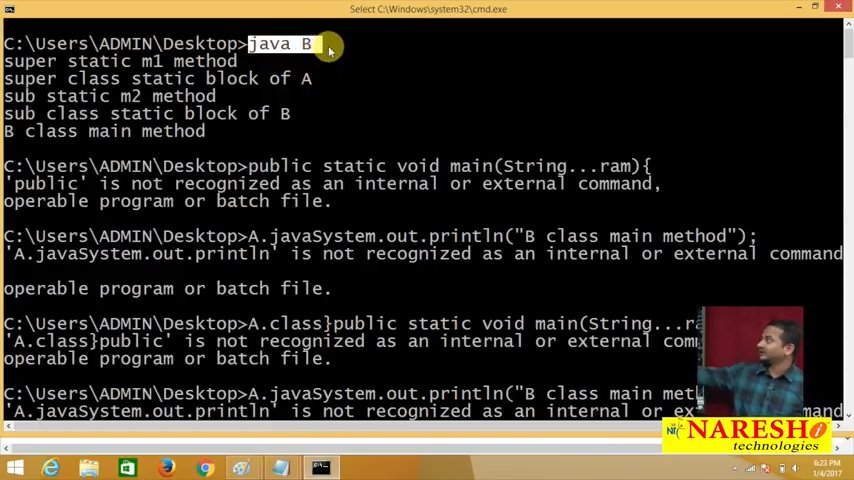 Select C:\Windows\system32\cmd.exe
C:\Users\ADMIN\Desktop>java B
super static m1 method
super class static block of A
sub static m2 method
sub class static block of B
B class main method
C:\Users\ADMIN\Desktop>public static void main(String...ram){
'public' is not recognized as an internal or external command,
operable program or batch file.
C:\Users\ADMIN\Desktop>A.javaSystem.out.println("B class main method");
'A.javaSystem.out.println' is not recognized as an internal or external command
operable program or batch file.
C:\Users\ADMIN\Desktop>A.class}public static void main(String...ra
'A.class}public' is not recognized as an internal or external comm
operable program or batch file.
C:\Users\ADMIN\Desktop>A.javaSystem.out.println("B class main met
'A.javaSystem.out.println' is not recognized as an internal or ex mand
NARESH i
technologies
6:23 PM
1/4/2017